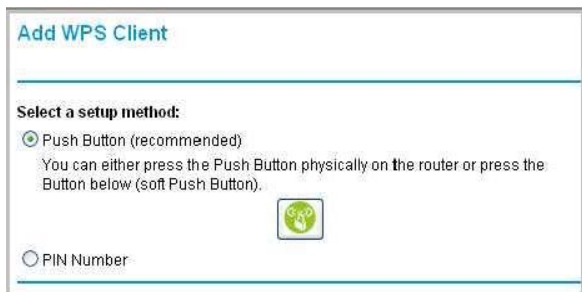 Add WPS Client
Select a setup method:
Push Button (recommended)
You can either press the Push Button physically on the router or press the
Button below (soft Push Button).
PIN Number